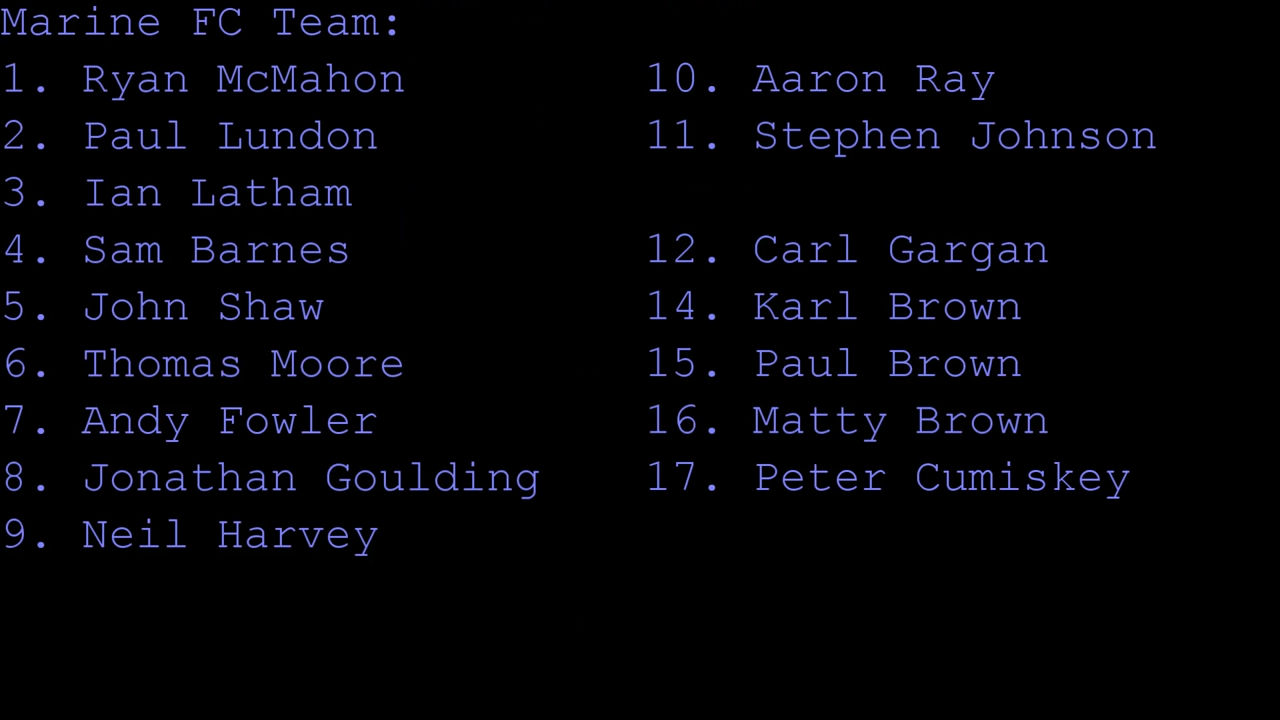 Marine FC Team:
1. Ryan McMahon
2. Paul Lundon
3. Ian Latham
4. Sam Barnes
5. John Shaw
6. Thomas Moore
7. Andy Fowler
8. Jonathan Goulding
9. Neil Harvey
10. Aaron Ray
11. Stephen Johnson
12. Carl Gargan
14. Karl Brown
15. Paul Brown
16. Matty Brown
17. Peter Cumiskey